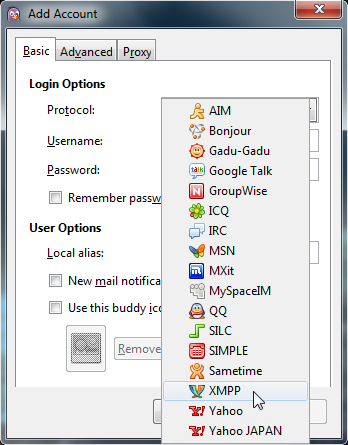 Add Account
Basic Advanced Proxy
Login Options
Protocol:
Username:
Password:
Remember passw
User Options
Local alias:
New mail notifica
Use this buddy ico
Remove
AIM
Bonjour
Gadu-Gadu
talk Google Talk
GroupWise
ICQ
IRC
MSN
MXit
MySpaceIM
QQ
SILC
SIMPLE
Sametime
XMPP
Y! Yahoo
Y! Yahoo JAPAN